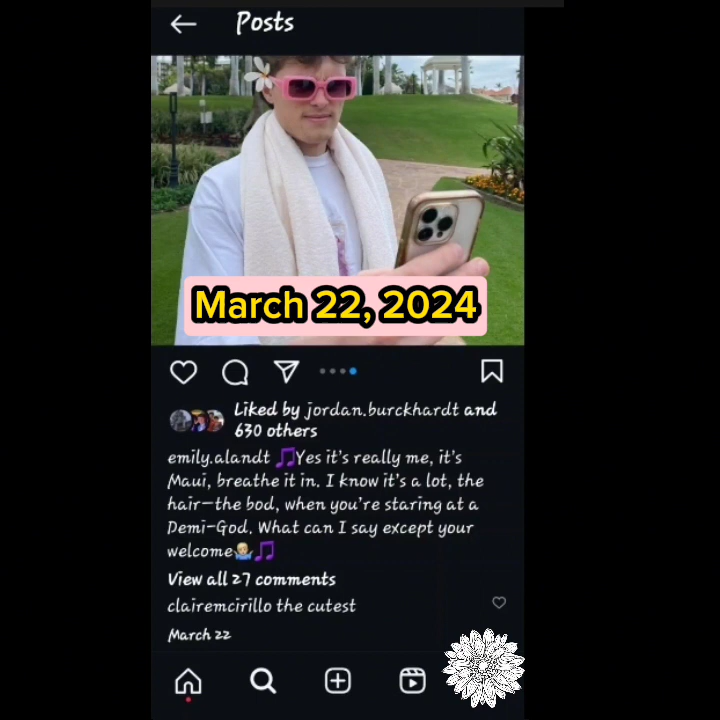 Posts
March 22, 2024
Liked by jordan.burckhardt and
630 others
emily.alandt 🎵Yes it's really me, it's
Maui, breathe it in. I know it's a lot, the
hair—the bod, when you're staring at a
Demi-God. What can I say except your
welcome🤷🏼🎵
View all 27 comments
clairemcirillo the cutest
March 22